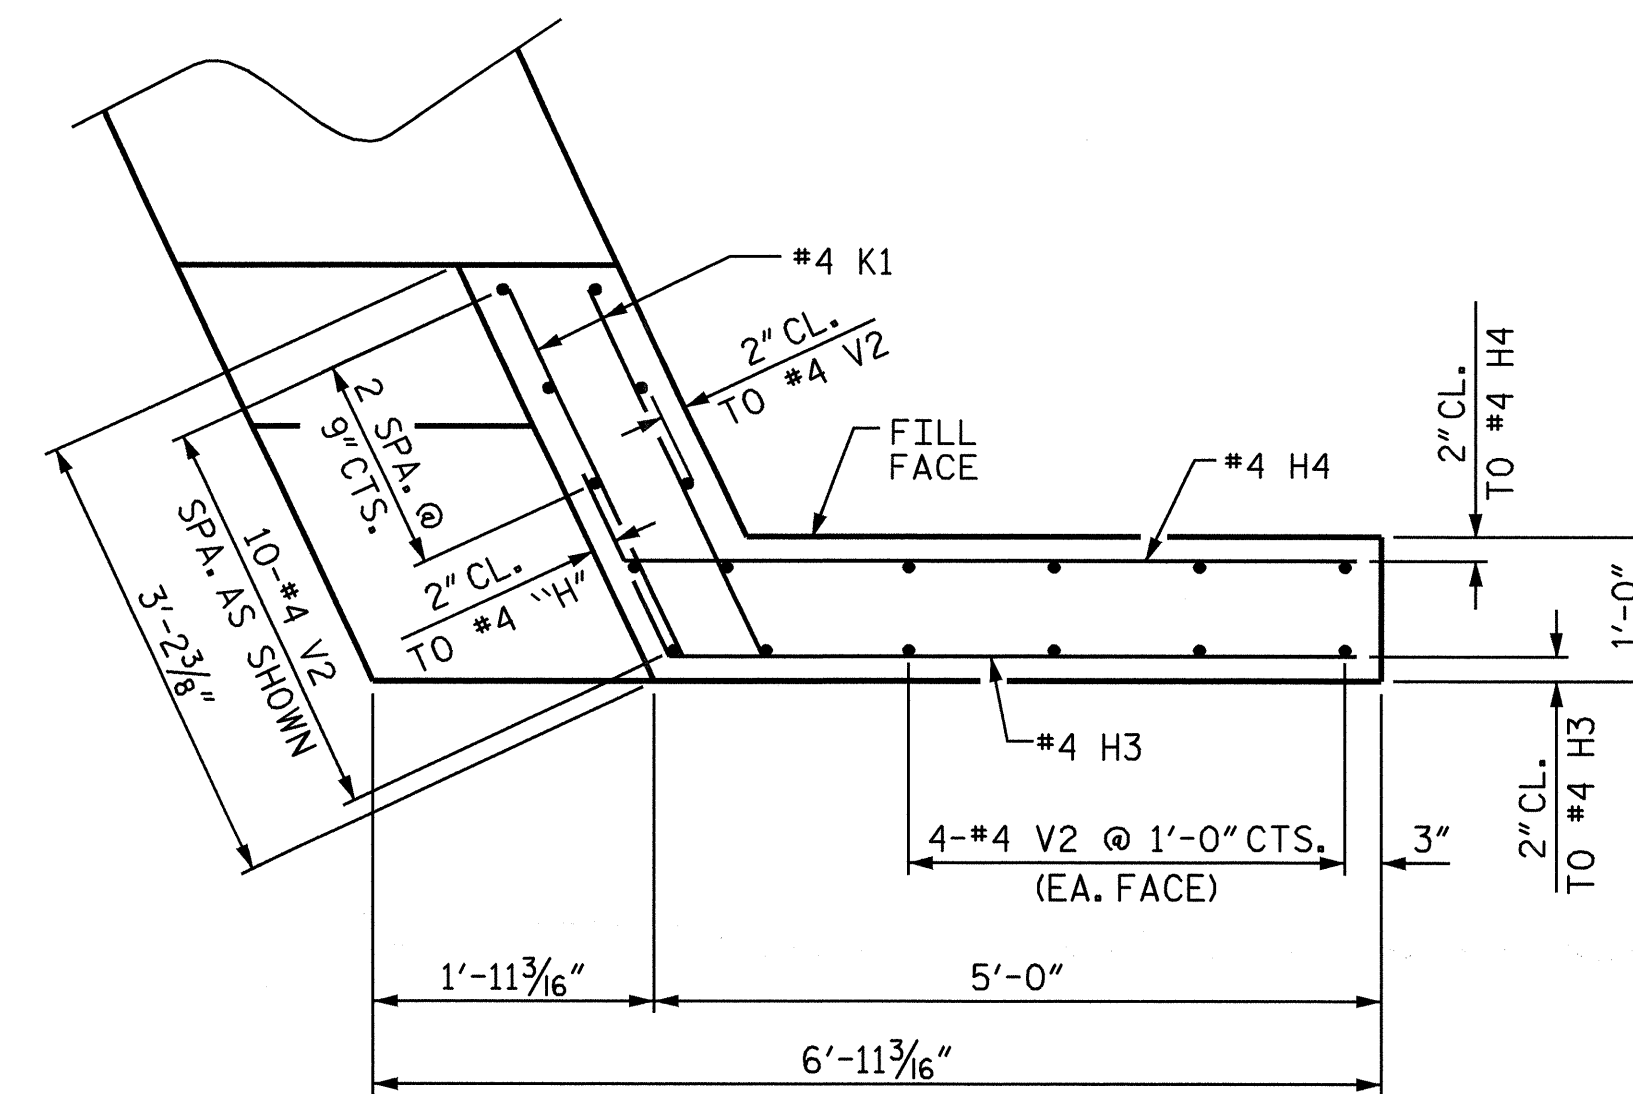 #4 K1
2" CL.
TO #4 V2
2" CL.
TO #4 H4
FILL
FACE
#4 H4
2 SPA. @
9" CTS.
2" CL.
TO #4 "H"
10-#4 V2
SPA. AS SHOWN
3'-2 3/8"
1'-0"
#4 H3
2" CL.
TO #4 H3
4-#4 V2 @ 1'-0" CTS.
(EA. FACE)
3"
1'-11 3/16"
5'-0"
6'-11 3/16"